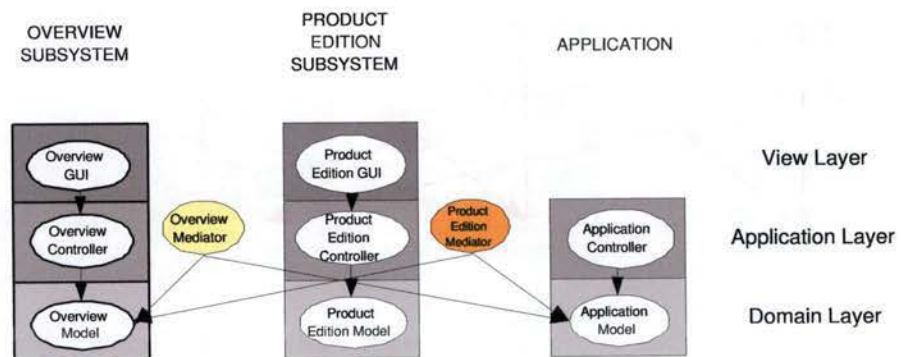 OVERVIEW
SUBSYSTEM
PRODUCT
EDITION
SUBSYSTEM
APPLICATION
Overview
GUI
Product
Edition GUI
View Layer
Overview
Controller
Overview
Mediator
Product
Edition
Controller
Product
Edition
Mediator
Application
Controller
Application Layer
Overview
Model
Product
Edition Model
Application
Model
Domain Layer